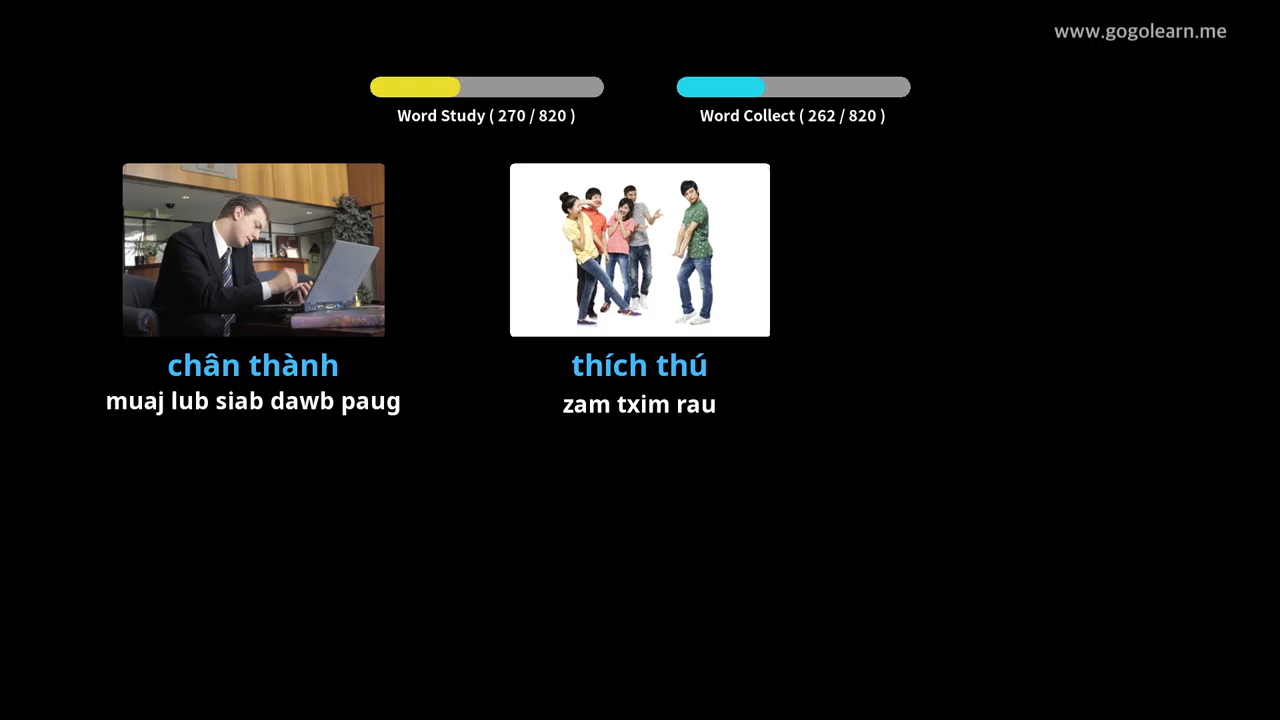 www.gogolearn.me
Word Study ( 270 / 820 )
Word Collect ( 262 / 820 )
chân thành
muaj lub siab dawb paug
thích thú
zam txim rau